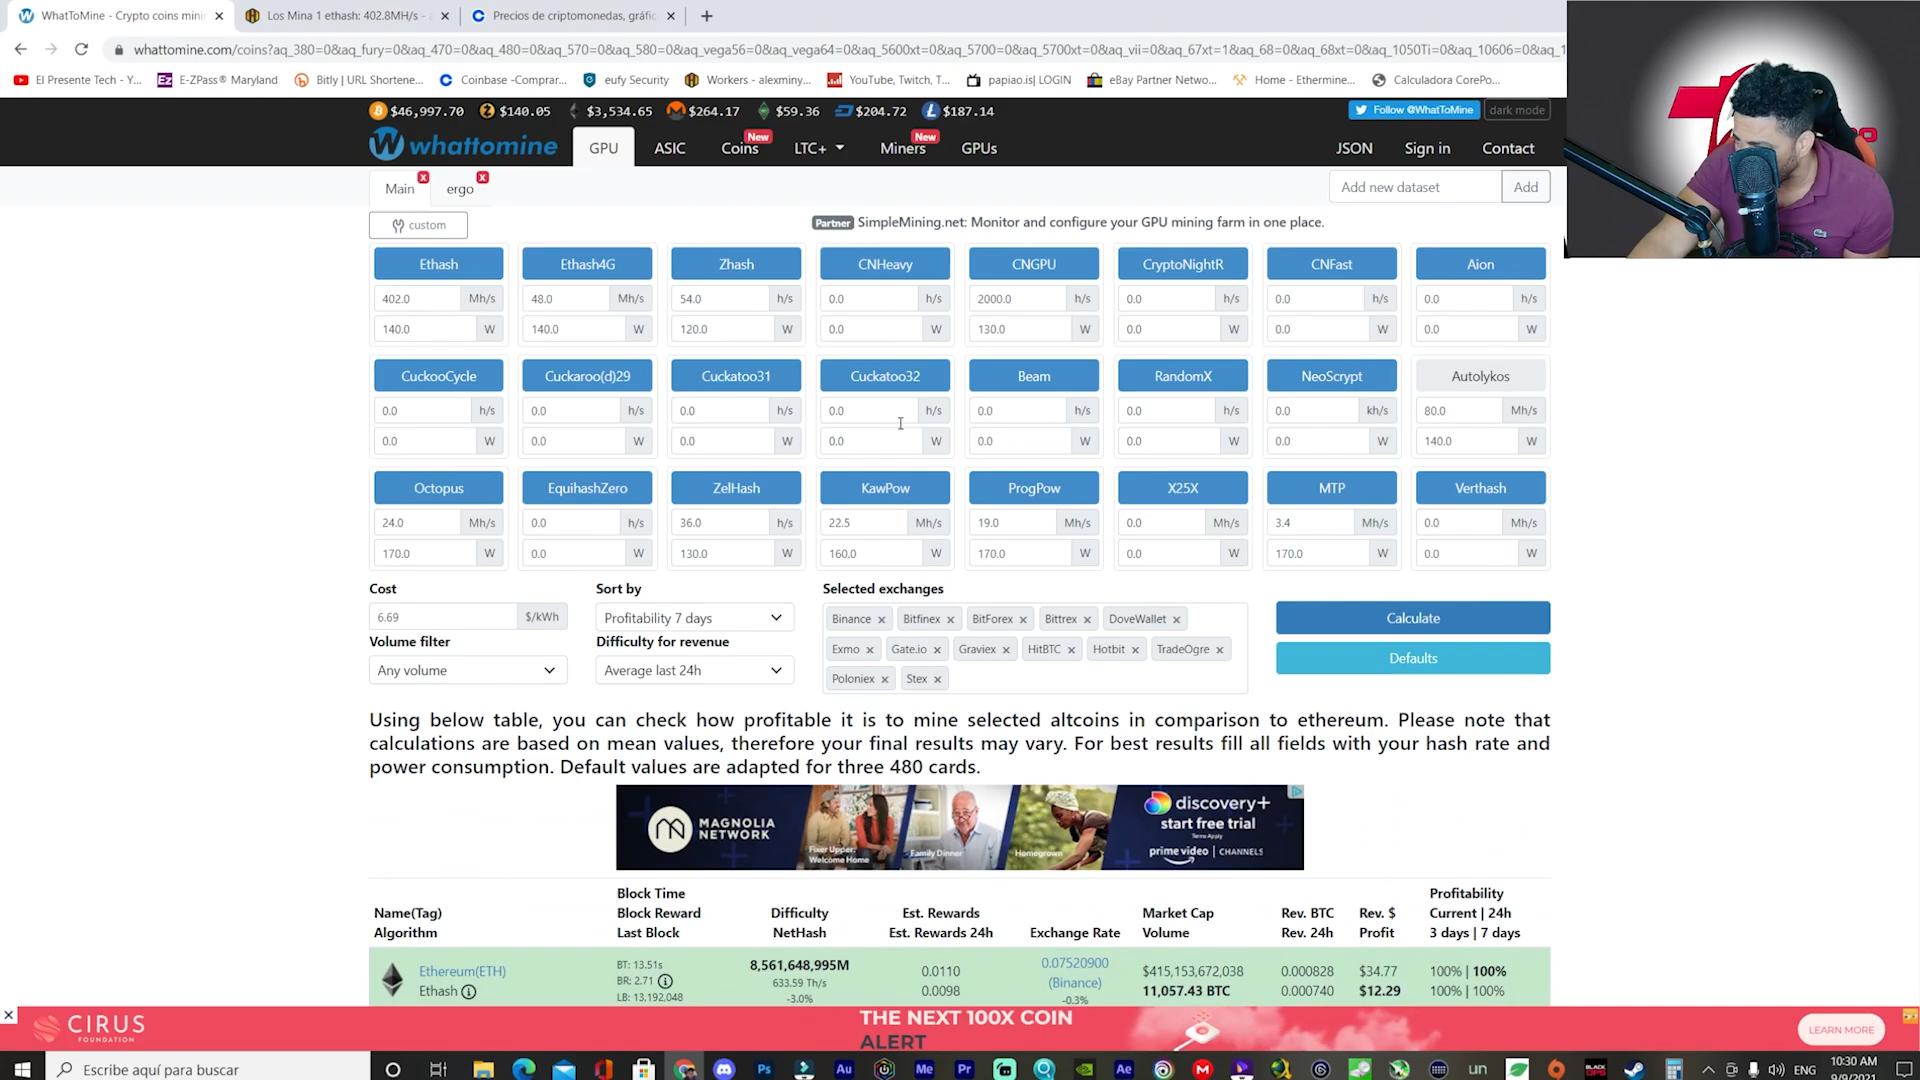 WhatToMine - Crypto coins mini
Los Mina 1 ethash: 402.8MH/s -
Precios de criptomonedas, gráfic
whattomine.com/coins?aq_380=0&aq_fury=0&aq_470=0&aq_480=0&aq_570=0&aq_580=0&aq_vega56=0&aq_vega64=0&aq_5600xt=0&aq_5700=0&aq_5700xt=0&aq_vii=0&aq_67xt=1&aq_68=0&aq_68xt=0&aq_1050Ti=0&aq_10606=0&aq_1
El Presente Tech - Y... E-ZPass® Maryland Bitly | URL Shortene... Coinbase -Comprar... eufy Security Workers - alexminy... YouTube, Twitch, T... papiao.is| LOGIN eBay Partner Netwo... Home - Ethermine... Calculadora CorePo...
$46,997.70 $140.05 $3,534.65 $264.17 $59.36 $204.72 $187.14 Follow @WhatToMine dark mode
whattomine GPU ASIC Coins New LTC+ Miners New GPUs JSON Sign in Contact
Main x ergo x Add new dataset Add
custom Partner SimpleMining.net: Monitor and configure your GPU mining farm in one place.
Ethash Ethash4G Zhash CNHeavy CNGPU CryptoNightR CNFast Aion
402.0 Mh/s 48.0 Mh/s 54.0 h/s 0.0 h/s 2000.0 h/s 0.0 h/s 0.0 h/s 0.0 h/s
140.0 W 140.0 W 120.0 W 0.0 W 130.0 W 0.0 W 0.0 W 0.0 W
CuckooCycle Cuckaroo(d)29 Cuckatoo31 Cuckatoo32 Beam RandomX NeoScrypt Autolykos
0.0 h/s 0.0 h/s 0.0 h/s 0.0 h/s 0.0 h/s 0.0 h/s 0.0 kh/s 80.0 Mh/s
0.0 W 0.0 W 0.0 W 0.0 W 0.0 W 0.0 W 0.0 W 140.0 W
Octopus EquihashZero ZelHash KawPow ProgPow X25X MTP Verthash
24.0 Mh/s 0.0 h/s 36.0 h/s 22.5 Mh/s 19.0 Mh/s 0.0 Mh/s 3.4 Mh/s 0.0 Mh/s
170.0 W 0.0 W 130.0 W 160.0 W 170.0 W 0.0 W 170.0 W 0.0 W
Cost Sort by Selected exchanges
6.69 $/kWh Profitability 7 days Binance × Bitfinex × BitForex × Bittrex × DoveWallet × Calculate
Volume filter Difficulty for revenue Exmo × Gate.io × Graviex × HitBTC × Hotbit × TradeOgre ×
Any volume Average last 24h Poloniex × Stex × Defaults
Using below table, you can check how profitable it is to mine selected altcoins in comparison to ethereum. Please note that
calculations are based on mean values, therefore your final results may vary. For best results fill all fields with your hash rate and
power consumption. Default values are adapted for three 480 cards.
MAGNOLIA NETWORK
Fixer Upper: Welcome Home
Family Dinner
Homegrown
discovery+
start free trial
Terms Apply
prime video | CHANNELS
Block Time Profitability
Name(Tag) Block Reward Difficulty Est. Rewards Market Cap Rev. BTC Rev. $ Current | 24h
Algorithm Last Block NetHash Est. Rewards 24h Exchange Rate Volume Rev. 24h Profit 3 days | 7 days
Ethereum(ETH) BT: 13.51s 8,561,648,995M 0.0110 0.07520900 $415,153,672,038 0.000828 $34.77 100% | 100%
Ethash BR: 2.71 633.59 Th/s 0.0098 (Binance) 11,057.43 BTC 0.000740 $12.29 100% | 100%
LB: 13,192,048 -3.0% -0.3%
CIRUS FOUNDATION
THE NEXT 100X COIN
ALERT
LEARN MORE
Escribe aquí para buscar
ENG
10:30 AM
9/9/2021